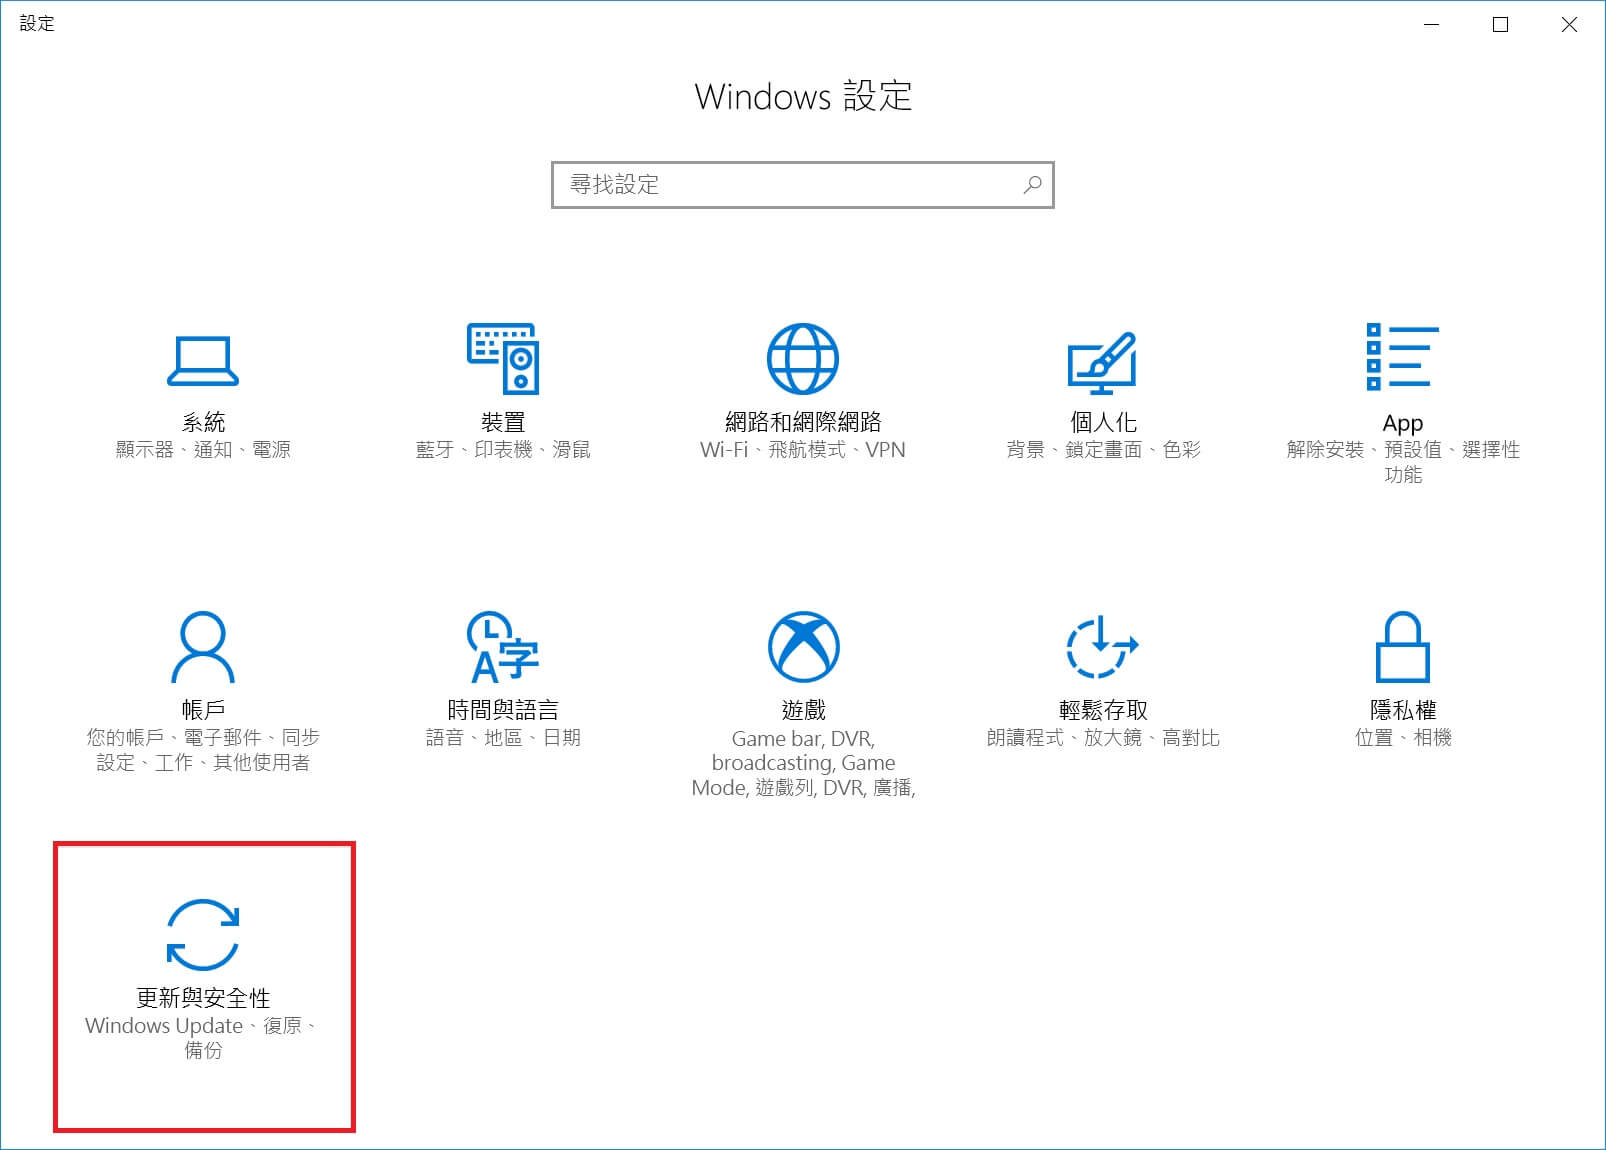 設定
Windows 設定
尋找設定
系統
顯示器、通知、電源
裝置
藍牙、印表機、滑鼠
網路和網際網路
Wi-Fi、飛航模式、VPN
個人化
背景、鎖定畫面、色彩
App
解除安裝、預設值、選擇性
功能
帳戶
您的帳戶、電子郵件、同步
設定、工作、其他使用者
時間與語言
語音、地區、日期
遊戲
Game bar, DVR,
broadcasting, Game
Mode, 遊戲列, DVR, 廣播,
輕鬆存取
朗讀程式、放大鏡、高對比
隱私權
位置、相機
更新與安全性
Windows Update、復原、
備份